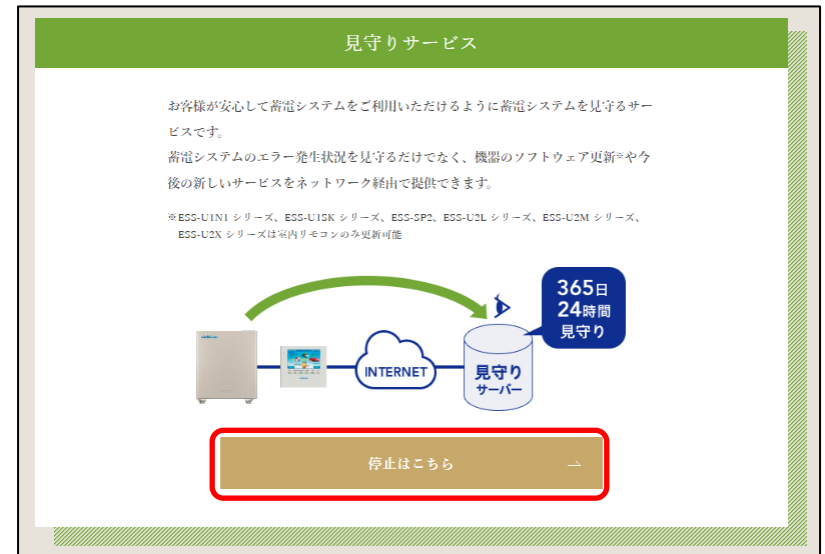 見守りサービス
お客様が安心して蓄電システムをご利用いただけるように蓄電システムを見守るサー
ビスです。
蓄電システムのエラー発生状況を見守るだけでなく、機器のソフトウェア更新※や今
後の新しいサービスをネットワーク経由で提供できます。
※ESS-U1N1 シリーズ、ESS-U1SK シリーズ、ESS-SP2、ESS-U2L シリーズ、ESS-U2M シリーズ、
ESS-U2X シリーズは室内リモコンのみ更新可能
365日
24時間
見守り
INTERNET
見守り
サーバー
停止はこちら